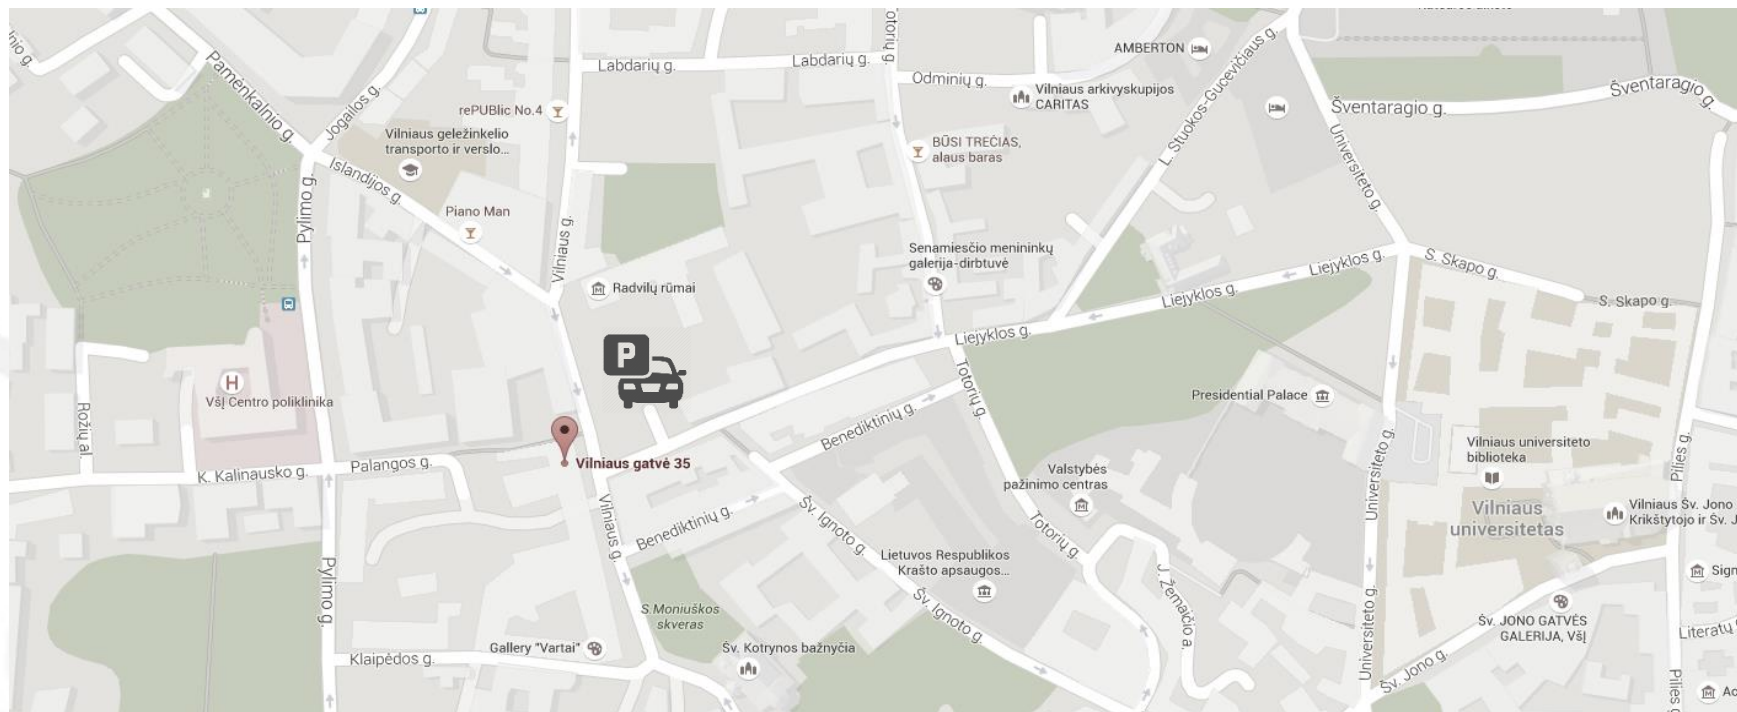 nio g.
Totorių g.
AMBERTON
Labdarių g.
Labdarių g.
Odminių g.
Pamėnkalnio g.
Jogailos g.
rePUBlic No.4
Vilniaus arkivyskupijos
CARITAS
L. Stuokos-Gucevičiaus g.
Šventaragio g.
Šventaragio g.
Vilniaus geležinkelio
transporto ir verslo...
BŪSI TREČIAS,
alaus baras
Universiteto g.
Islandijos g.
Pylimo g.
Piano Man
Vilniaus g.
Senamiesčio menininkų
galerija-dirbtuvė
Radvilų rūmai
Liejyklos g.
Liejyklos g.
Liejyklos g.
S. Skapo g.
S. Skapo g.
P
H
VšĮ Centro poliklinika
Rožių al.
Totorių g.
Presidential Palace
Benediktinių g.
Vilniaus gatvė 35
K. Kalinausko g.
Palangos g.
Valstybės
pažinimo centras
Universiteto g.
Vilniaus universiteto
biblioteka
Pilies g.
Vilniaus g.
Benediktinių g.
Šv. Ignoto g.
Totorių g.
Vilniaus
universitetas
Vilniaus Šv. Jono
Krikštytojo ir Šv. J
Lietuvos Respublikos
Krašto apsaugos...
J. Žemaičio a.
Pylimo g.
S.Moniuškos
skveras
Šv. Ignoto g.
Universiteto g.
Šv. JONO GATVĖS
GALERIJA, VšĮ
Sign
Literatų g
Gallery "Vartai"
Šv. Kotrynos bažnyčia
Klaipėdos g.
Šv. Jono g.
Pilies g
Ac